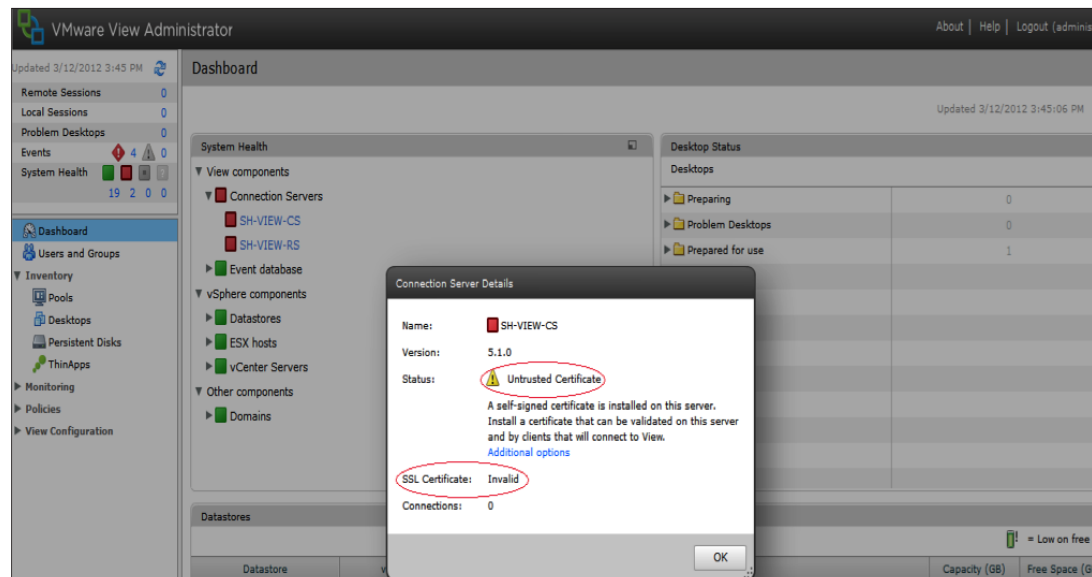 VMware View Administrator
About | Help | Logout (adminis
Updated 3/12/2012 3:45 PM
Remote Sessions 0
Local Sessions 0
Problem Desktops 0
Events 4 0
System Health
19 2 0 0
Dashboard
Users and Groups
Inventory
Pools
Desktops
Persistent Disks
ThinApps
Monitoring
Policies
View Configuration
Dashboard
Updated 3/12/2012 3:45:06 PM
System Health
View components
Connection Servers
SH-VIEW-CS
SH-VIEW-RS
Event database
vSphere components
Datastores
ESX hosts
vCenter Servers
Other components
Domains
Desktop Status
Desktops
Preparing 0
Problem Desktops 0
Prepared for use 1
Connection Server Details
Name: SH-VIEW-CS
Version: 5.1.0
Status: Untrusted Certificate
A self-signed certificate is installed on this server.
Install a certificate that can be validated on this server
and by clients that will connect to View.
Additional options
SSL Certificate: Invalid
Connections: 0
OK
Datastores
! = Low on free
Datastore v Capacity (GB) Free Space (G